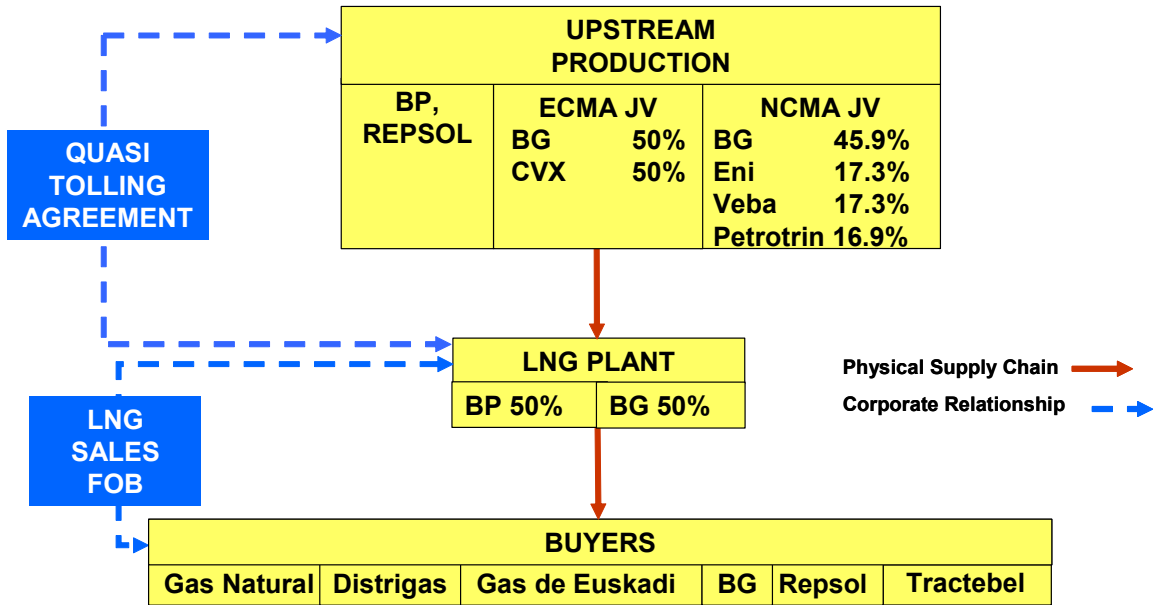 UPSTREAM
PRODUCTION
BP,
REPSOL
ECMA JV
BG 50%
CVX 50%
NCMA JV
BG 45.9%
Eni 17.3%
Veba 17.3%
Petrotrin 16.9%
QUASI
TOLLING
AGREEMENT
LNG PLANT
BP 50% BG 50%
Physical Supply Chain
Corporate Relationship
LNG
SALES
FOB
BUYERS
Gas Natural Distrigas Gas de Euskadi BG Repsol Tractebel